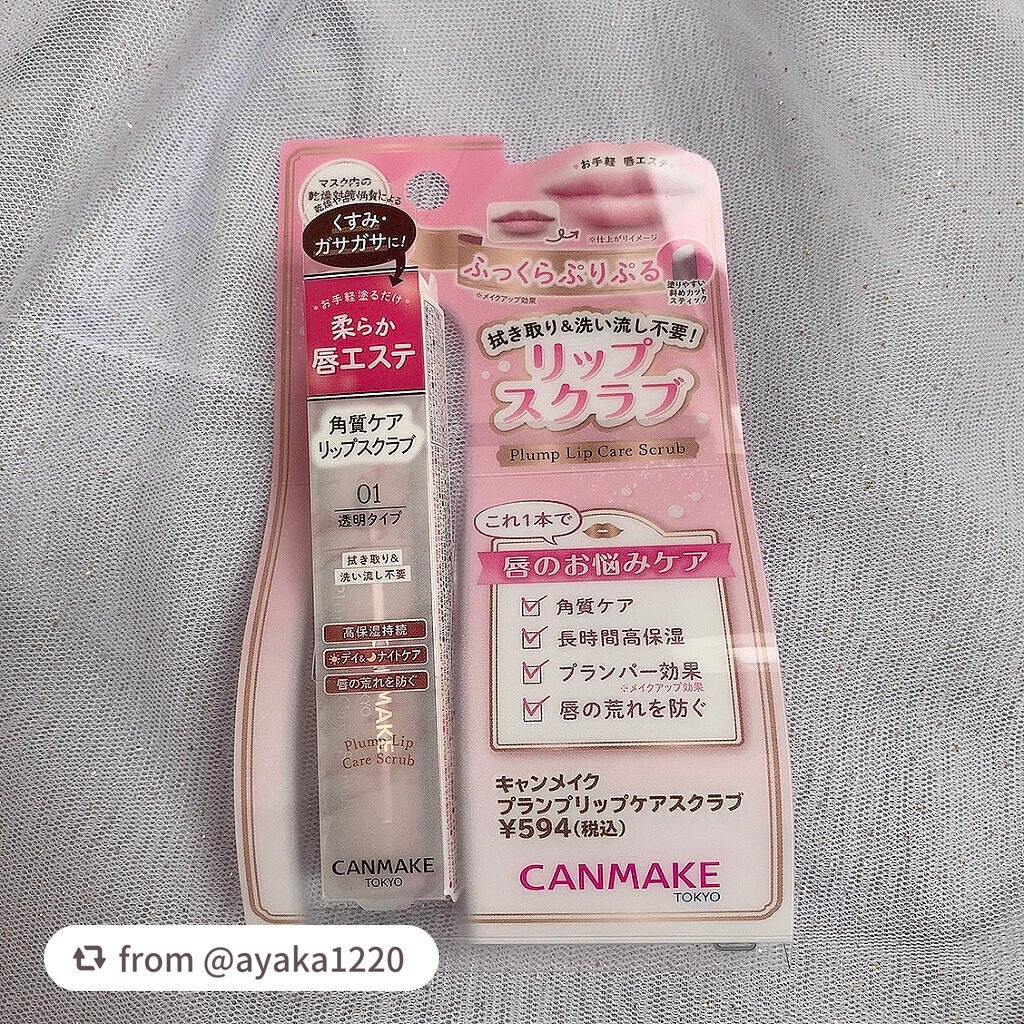 マスク内の
乾燥や古い角質による
くすみ・
ガサガサに!
お手軽塗るだけ
柔らか
唇エステ
角質ケア
リップスクラブ
01
透明タイプ
拭き取り&
洗い流し不要
高保湿持続
デイ&ナイトケア
唇の荒れを防ぐ
CANMAKE
Plump Lip
Care Scrub
CANMAKE
TOKYO
お手軽 唇エステ
※仕上がりイメージ
ふっくらぷりぷる
※メイクアップ効果
塗りやすい
斜めカット
スティック
拭き取り&洗い流し不要!
リップ
スクラブ
Plump Lip Care Scrub
これ1本で
唇のお悩みケア
角質ケア
長時間高保湿
プランパー効果
※メイクアップ効果
唇の荒れを防ぐ
キャンメイク
プランプリップケアスクラブ
¥594(税込)
CANMAKE
TOKYO
from @ayaka1220